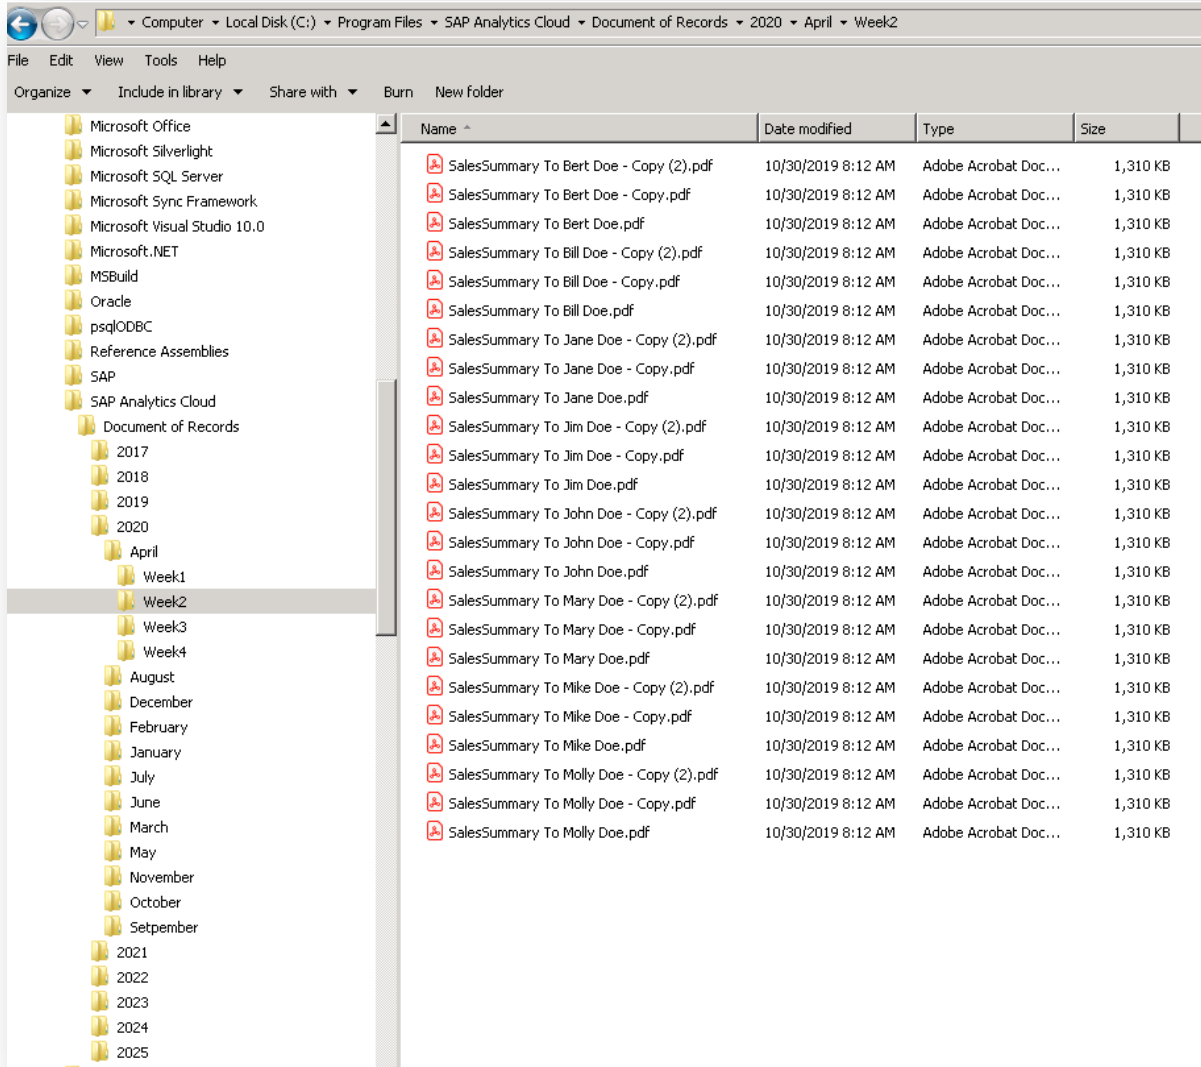 Computer Local Disk (C:) Program Files SAP Analytics Cloud Document of Records 2020 April Week2
File Edit View Tools Help
Organize Include in library Share with Burn New folder
Microsoft Office
Microsoft Silverlight
Microsoft SQL Server
Microsoft Sync Framework
Microsoft Visual Studio 10.0
Microsoft.NET
MSBuild
Oracle
psqlODBC
Reference Assemblies
SAP
SAP Analytics Cloud
Document of Records
2017
2018
2019
2020
April
Week1
Week2
Week3
Week4
August
December
February
January
July
June
March
May
November
October
Setpember
2021
2022
2023
2024
2025
Name Date modified Type Size
SalesSummary To Bert Doe - Copy (2).pdf 10/30/2019 8:12 AM Adobe Acrobat Doc... 1,310 KB
SalesSummary To Bert Doe - Copy.pdf 10/30/2019 8:12 AM Adobe Acrobat Doc... 1,310 KB
SalesSummary To Bert Doe.pdf 10/30/2019 8:12 AM Adobe Acrobat Doc... 1,310 KB
SalesSummary To Bill Doe - Copy (2).pdf 10/30/2019 8:12 AM Adobe Acrobat Doc... 1,310 KB
SalesSummary To Bill Doe - Copy.pdf 10/30/2019 8:12 AM Adobe Acrobat Doc... 1,310 KB
SalesSummary To Bill Doe.pdf 10/30/2019 8:12 AM Adobe Acrobat Doc... 1,310 KB
SalesSummary To Jane Doe - Copy (2).pdf 10/30/2019 8:12 AM Adobe Acrobat Doc... 1,310 KB
SalesSummary To Jane Doe - Copy.pdf 10/30/2019 8:12 AM Adobe Acrobat Doc... 1,310 KB
SalesSummary To Jane Doe.pdf 10/30/2019 8:12 AM Adobe Acrobat Doc... 1,310 KB
SalesSummary To Jim Doe - Copy (2).pdf 10/30/2019 8:12 AM Adobe Acrobat Doc... 1,310 KB
SalesSummary To Jim Doe - Copy.pdf 10/30/2019 8:12 AM Adobe Acrobat Doc... 1,310 KB
SalesSummary To Jim Doe.pdf 10/30/2019 8:12 AM Adobe Acrobat Doc... 1,310 KB
SalesSummary To John Doe - Copy (2).pdf 10/30/2019 8:12 AM Adobe Acrobat Doc... 1,310 KB
SalesSummary To John Doe - Copy.pdf 10/30/2019 8:12 AM Adobe Acrobat Doc... 1,310 KB
SalesSummary To John Doe.pdf 10/30/2019 8:12 AM Adobe Acrobat Doc... 1,310 KB
SalesSummary To Mary Doe - Copy (2).pdf 10/30/2019 8:12 AM Adobe Acrobat Doc... 1,310 KB
SalesSummary To Mary Doe - Copy.pdf 10/30/2019 8:12 AM Adobe Acrobat Doc... 1,310 KB
SalesSummary To Mary Doe.pdf 10/30/2019 8:12 AM Adobe Acrobat Doc... 1,310 KB
SalesSummary To Mike Doe - Copy (2).pdf 10/30/2019 8:12 AM Adobe Acrobat Doc... 1,310 KB
SalesSummary To Mike Doe - Copy.pdf 10/30/2019 8:12 AM Adobe Acrobat Doc... 1,310 KB
SalesSummary To Mike Doe.pdf 10/30/2019 8:12 AM Adobe Acrobat Doc... 1,310 KB
SalesSummary To Molly Doe - Copy (2).pdf 10/30/2019 8:12 AM Adobe Acrobat Doc... 1,310 KB
SalesSummary To Molly Doe - Copy.pdf 10/30/2019 8:12 AM Adobe Acrobat Doc... 1,310 KB
SalesSummary To Molly Doe.pdf 10/30/2019 8:12 AM Adobe Acrobat Doc... 1,310 KB